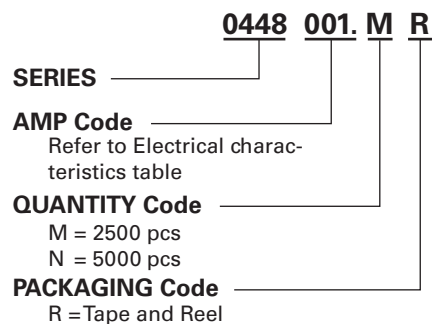 0448 001. M R
SERIES
AMP Code
Refer to Electrical charac-
teristics table
QUANTITY Code
M = 2500 pcs
N = 5000 pcs
PACKAGING Code
R =Tape and Reel